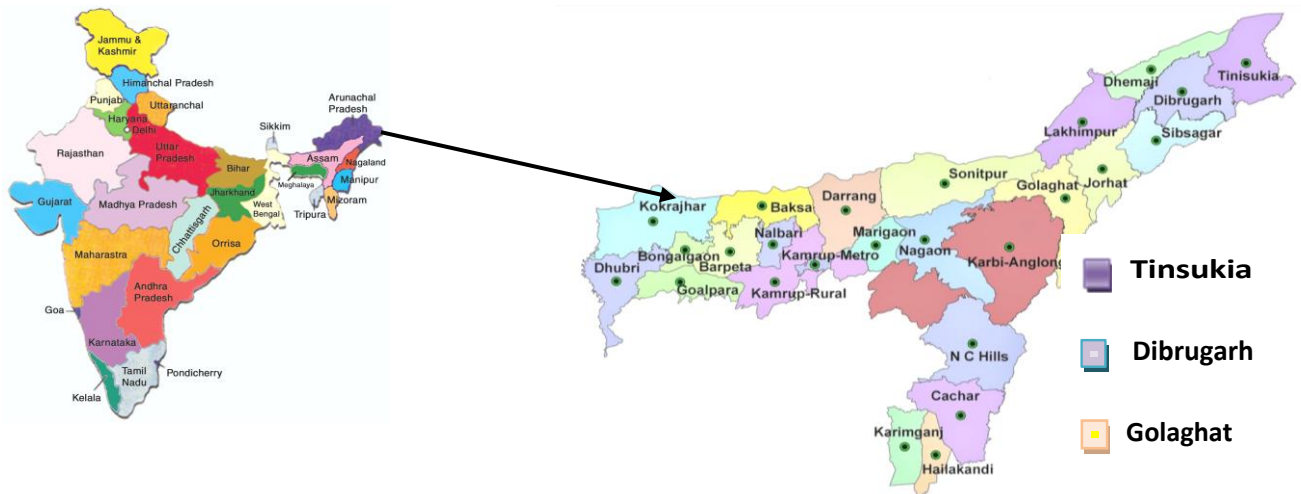 Jammu &
Kashmir
Himanchal Pradesh
Punjab
Uttaranchal
Haryana
Delhi
Rajasthan
Uttar
Pradesh
Bihar
Sikkim
Arunachal
Pradesh
Assam
Nagaland
Meghalaya
Manipur
Mizoram
Tripura
Jharkhand
West
Bengal
Gujarat
Madhya Pradesh
Chhattisgarh
Orrisa
Maharastra
Andhra
Pradesh
Goa
Karnataka
Tamil
Nadu
Pondicherry
Kelala
Dhemaji
Tinisukia
Dibrugarh
Lakhimpur
Sibsagar
Sonitpur
Golaghat
Jorhat
Kokrajhar
Baksa
Darrang
Nalbari
Marigaon
Bongaigaon
Barpeta
Kamrup-Metro
Nagaon
Karbi-Anglong
Dhubri
Goalpara
Kamrup-Rural
N C Hills
Cachar
Karimganj
Hailakandi
Tinsukia
Dibrugarh
Golaghat